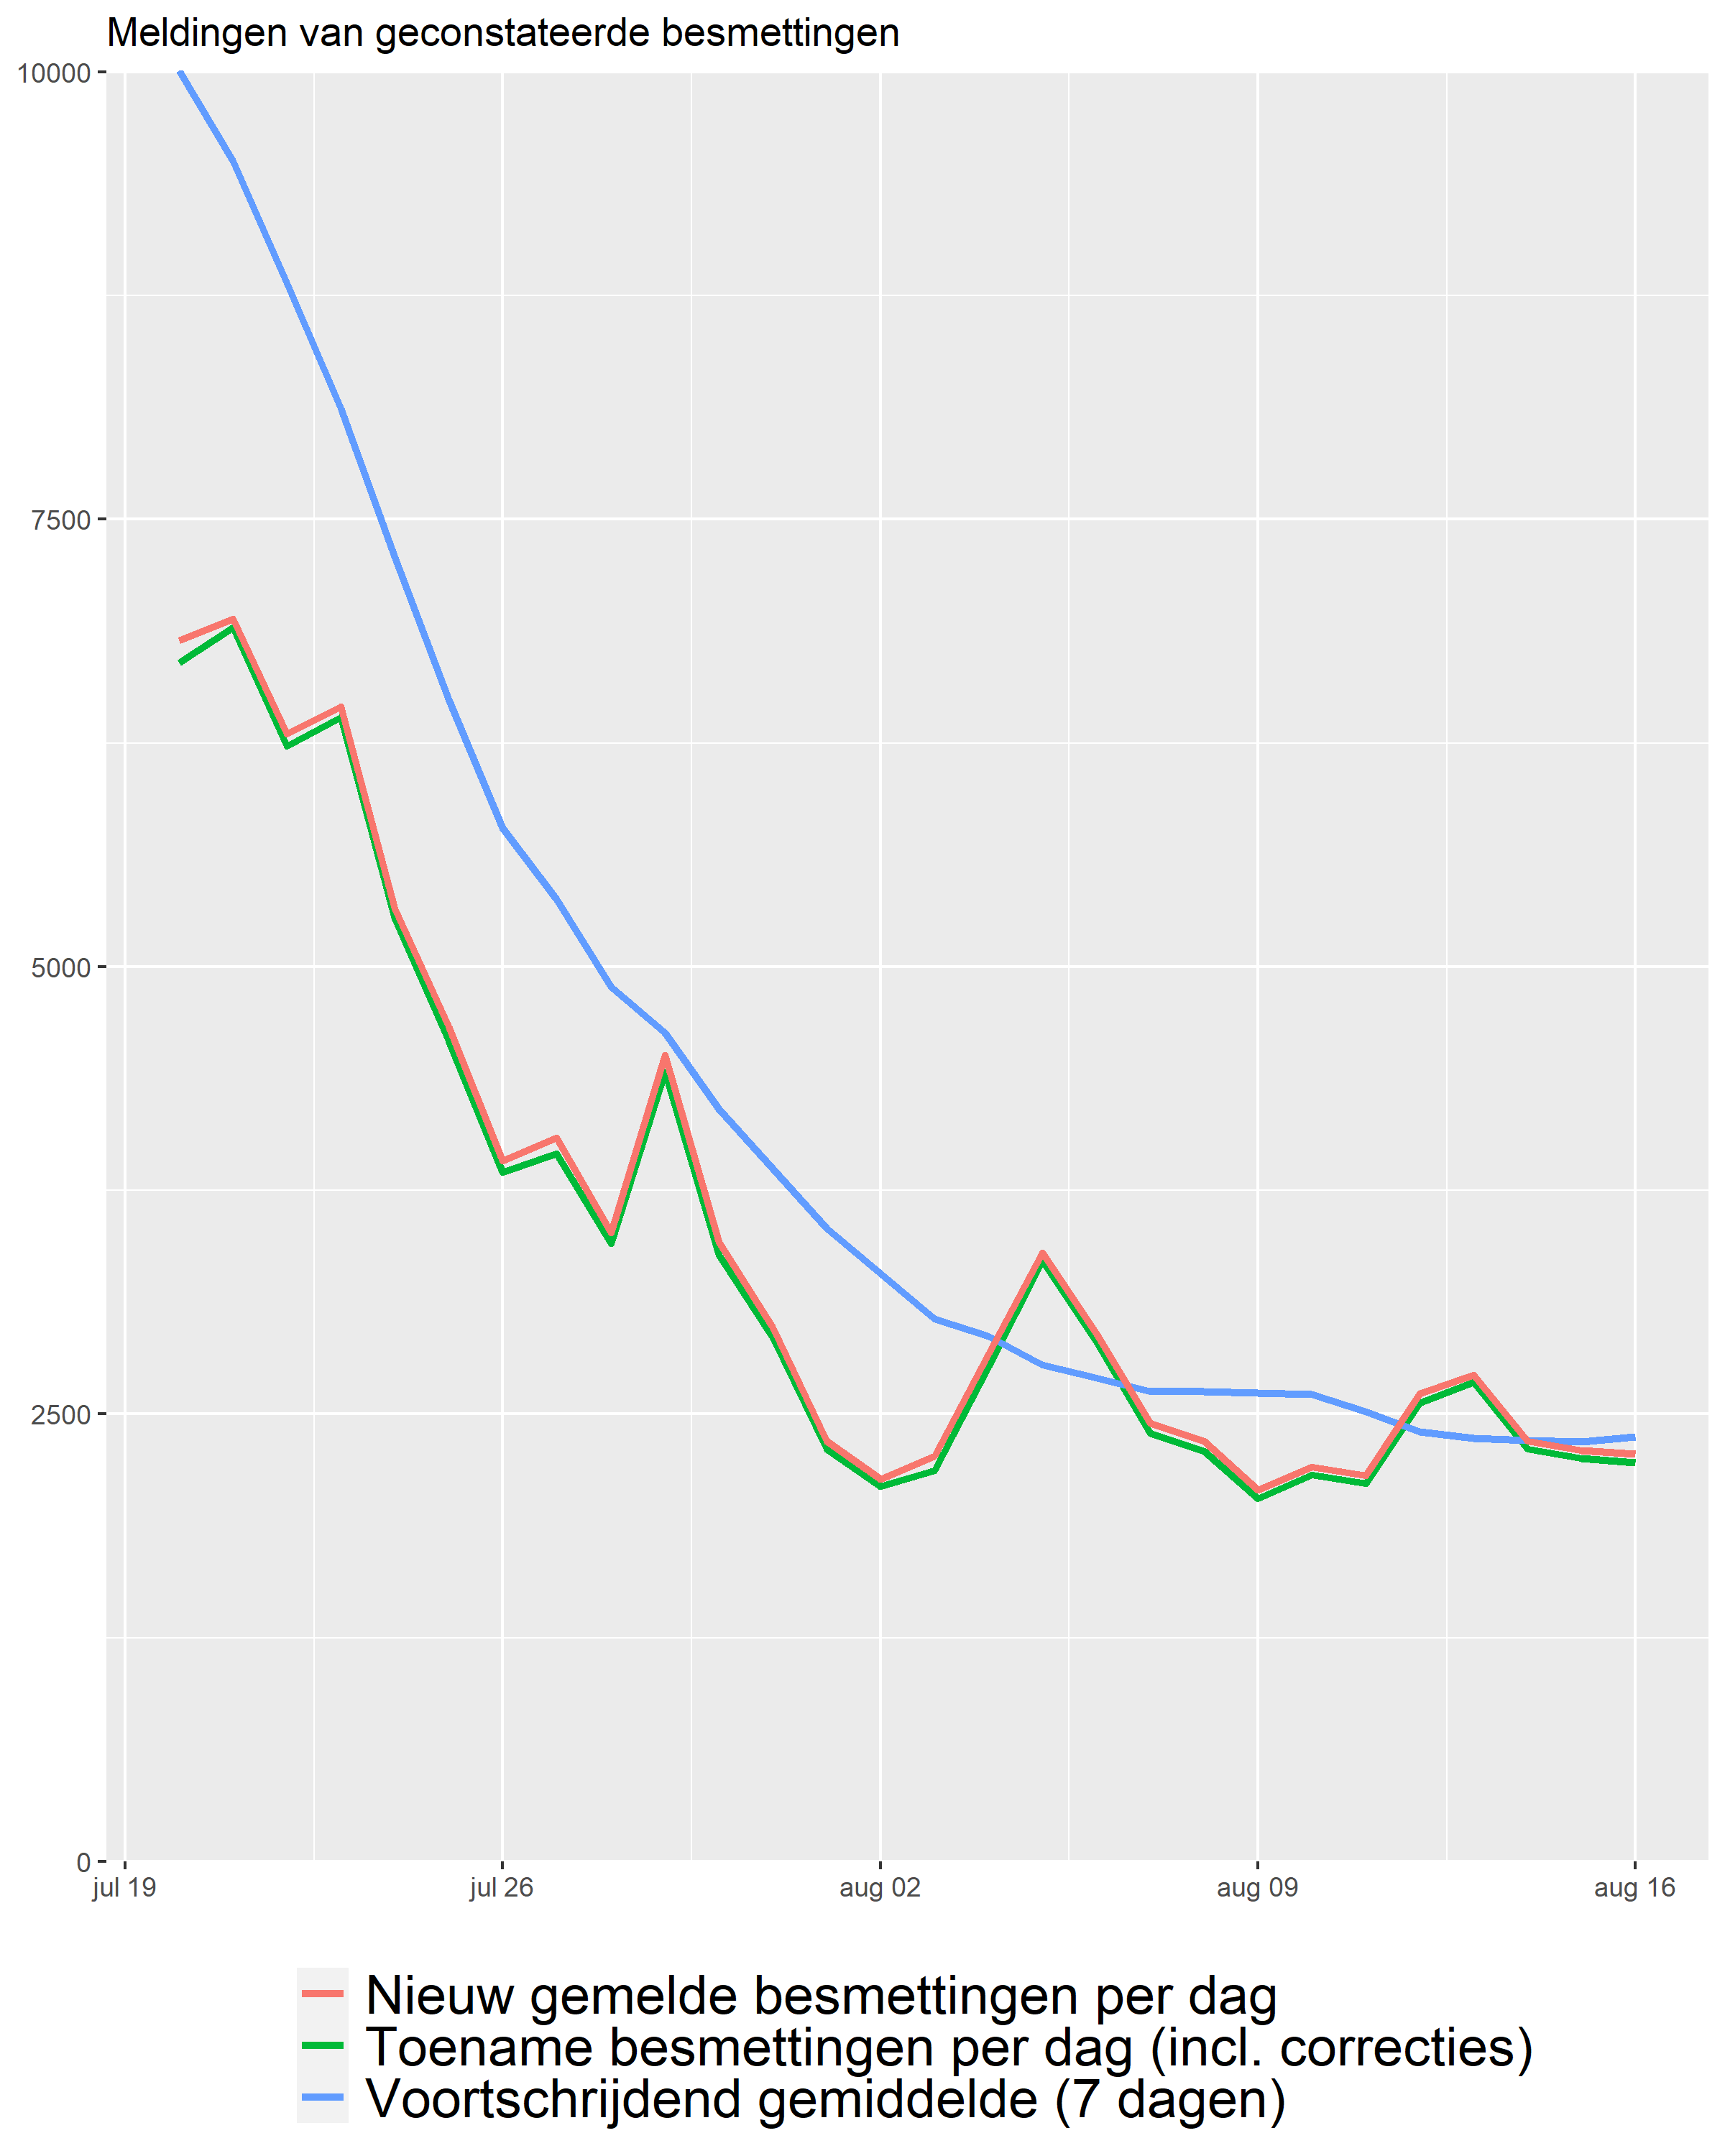 Meldingen van geconstateerde besmettingen
10000
7500
5000
2500
0
jul 19 jul 26 aug 02 aug 09 aug 16
Nieuw gemelde besmettingen per dag
Toename besmettingen per dag (incl. correcties)
Voortschrijdend gemiddelde (7 dagen)